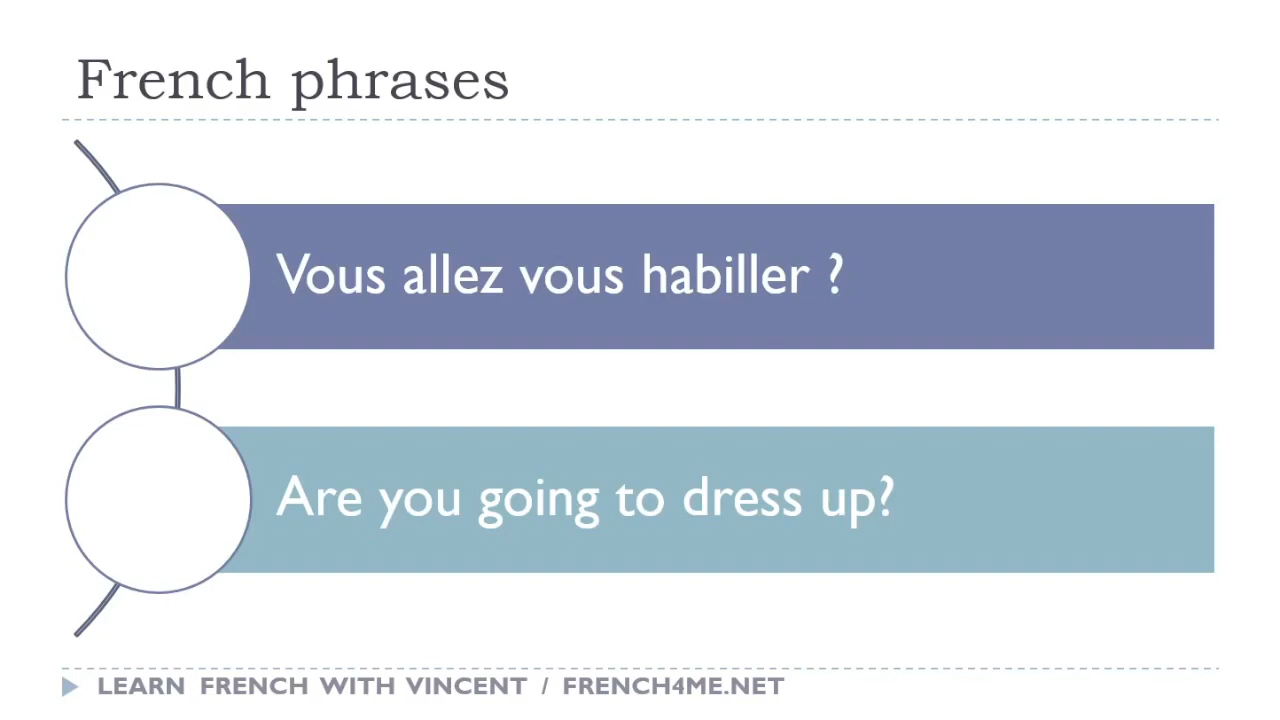 French phrases
Vous allez vous habiller ?
Are you going to dress up?
LEARN FRENCH WITH VINCENT / FRENCH4ME.NET